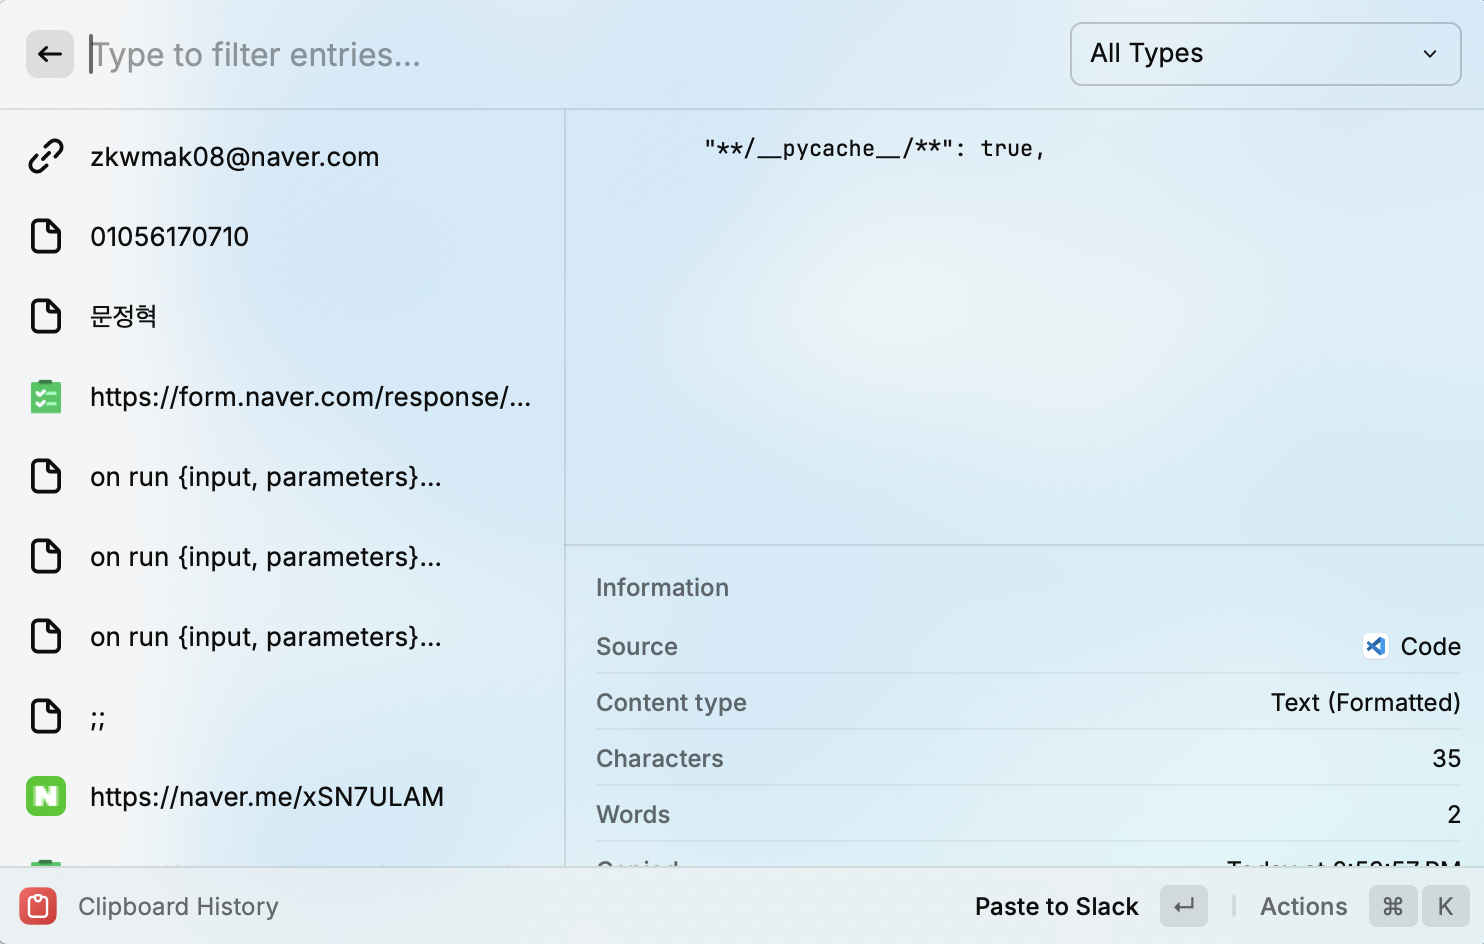 Type to filter entries...
All Types
zkwmak08@naver.com
01056170710
문정혁
https://form.naver.com/response/...
on run {input, parameters}...
on run {input, parameters}...
on run {input, parameters}...
;;
https://naver.me/xSN7ULAM
"**/__pycache__/**": true,
Information
Source
Code
Content type
Text (Formatted)
Characters
35
Words
2
Clipboard History
Paste to Slack
Actions
⌘
K